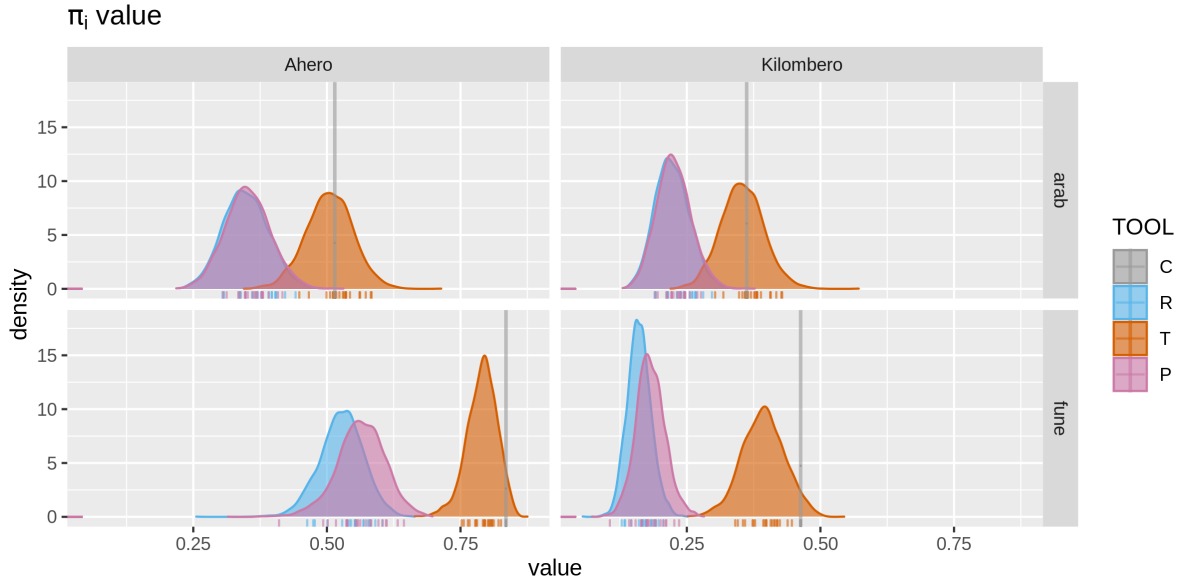 πi value
Ahero
Kilombero
15
10
5
0
arab
15
10
5
0
fune
density
0.25
0.50
0.75
0.25
0.50
0.75
value
TOOL
C
R
T
P